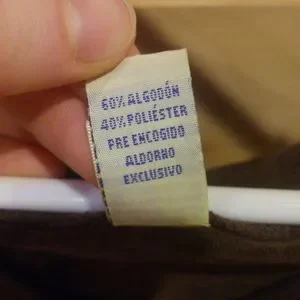 60% ALGODÓN
40% POLIÉSTER
PRE ENCOGIDO
ALDORNO
EXCLUSIVO